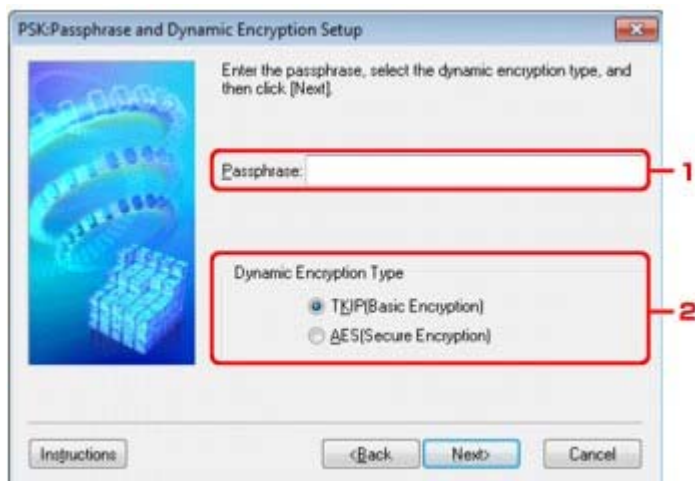 PSK:Passphrase and Dynamic Encryption Setup
Enter the passphrase, select the dynamic encryption type, and
then click [Next].
Passphrase:
1
Dynamic Encryption Type
TKIP(Basic Encryption)
AES(Secure Encryption)
2
Instructions
<Back
Next>
Cancel